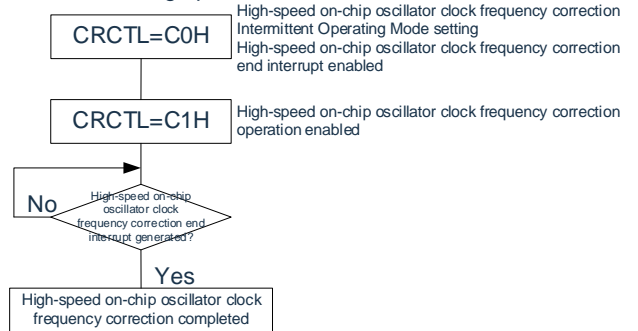 High-speed on-chip oscillator clock frequency correction
Intermittent Operating Mode setting
High-speed on-chip oscillator clock frequency correction
end interrupt enabled
CRCTL=C0H
CRCTL=C1H
High-speed on-chip oscillator clock frequency correction
operation enabled
No
High-speed on-chip
oscillator clock
frequency correction end
interrupt generated?
Yes
High-speed on-chip oscillator clock
frequency correction completed